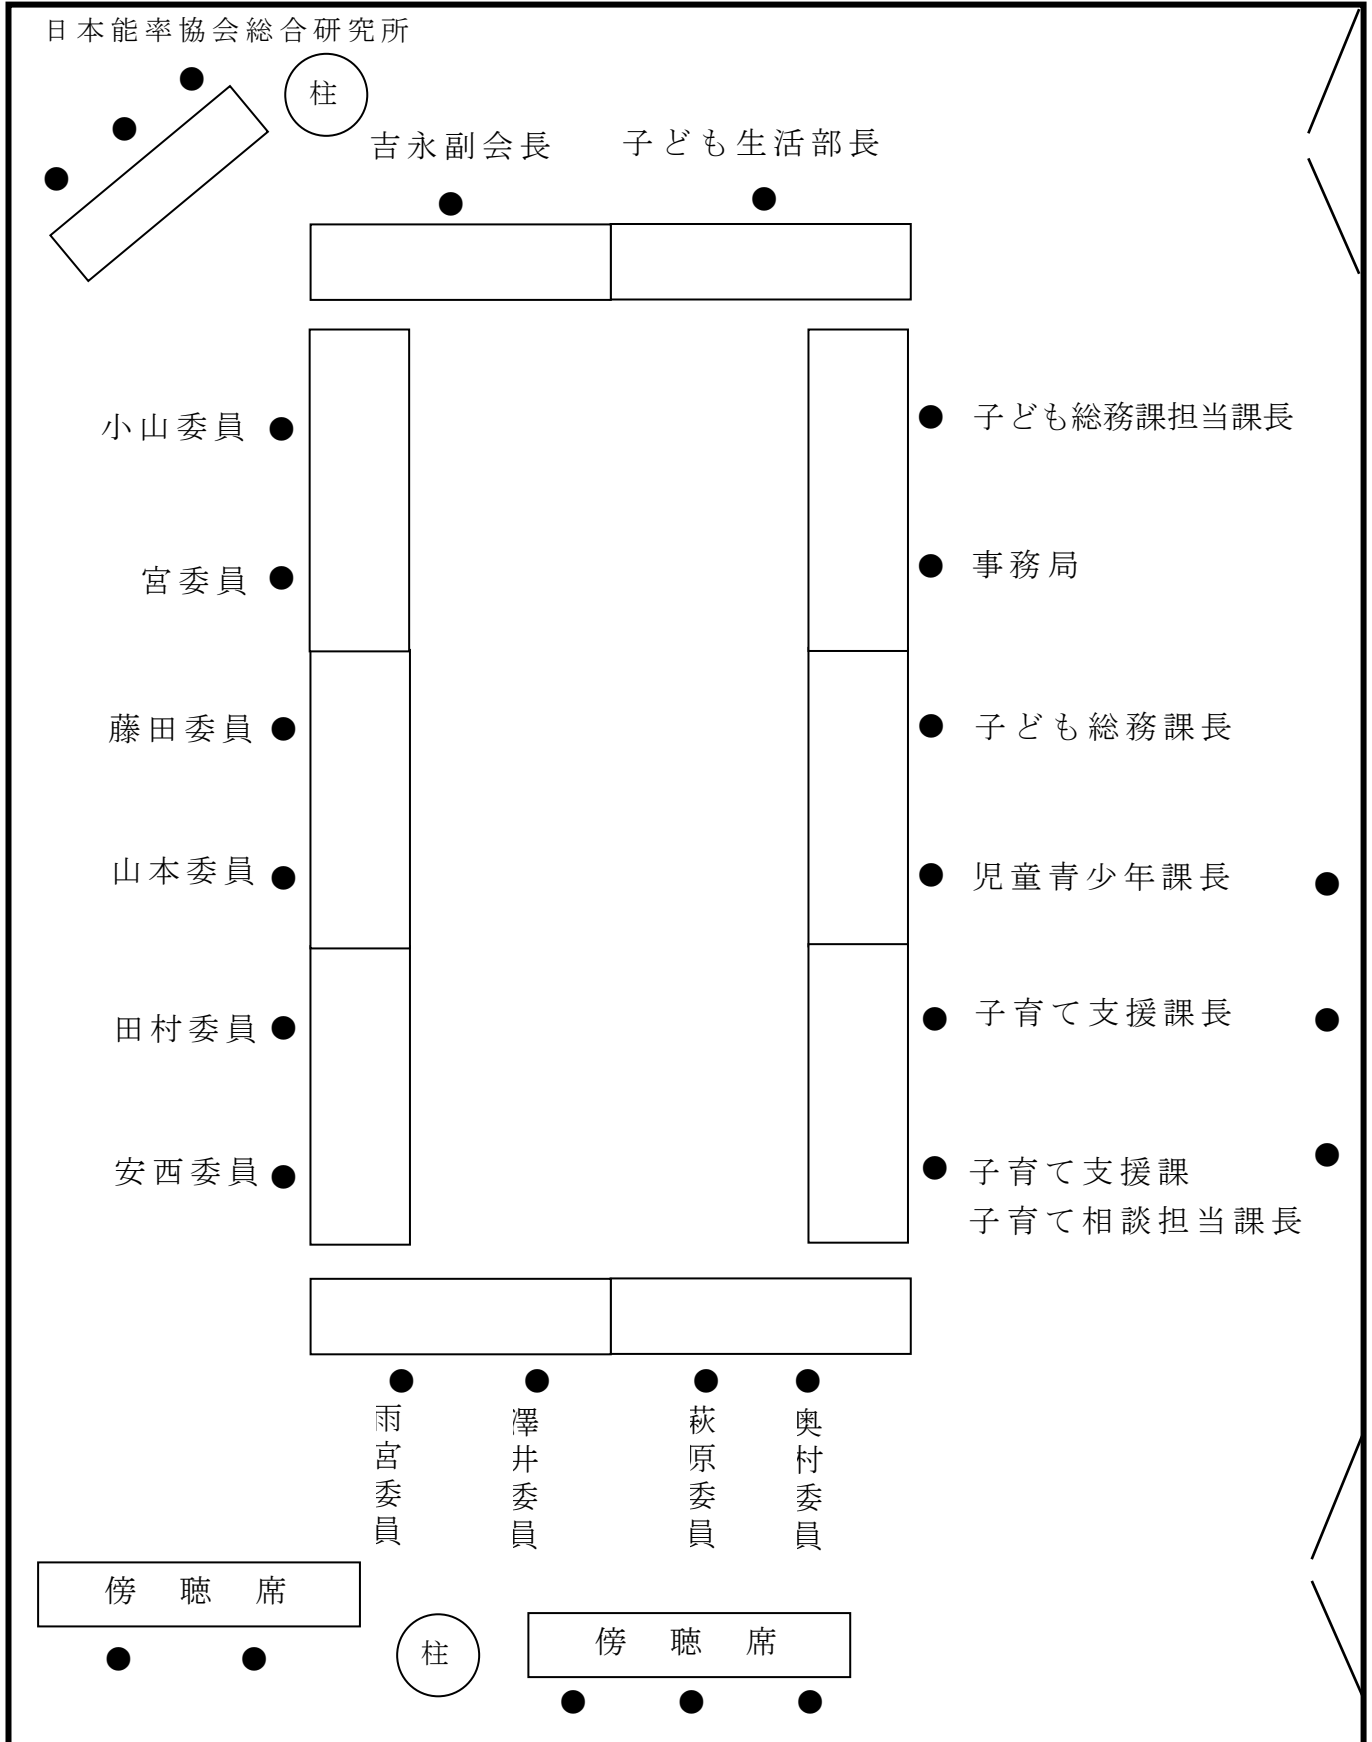 日本能率協会総合研究所
柱
吉永副会長
子ども生活部長
小山委員
子ども総務課担当課長
宮委員
事務局
藤田委員
子ども総務課長
山本委員
児童青少年課長
田村委員
子育て支援課長
安西委員
子育て支援課
子育て相談担当課長
雨宮委員
澤井委員
萩原委員
奥村委員
傍聴席
柱
傍聴席